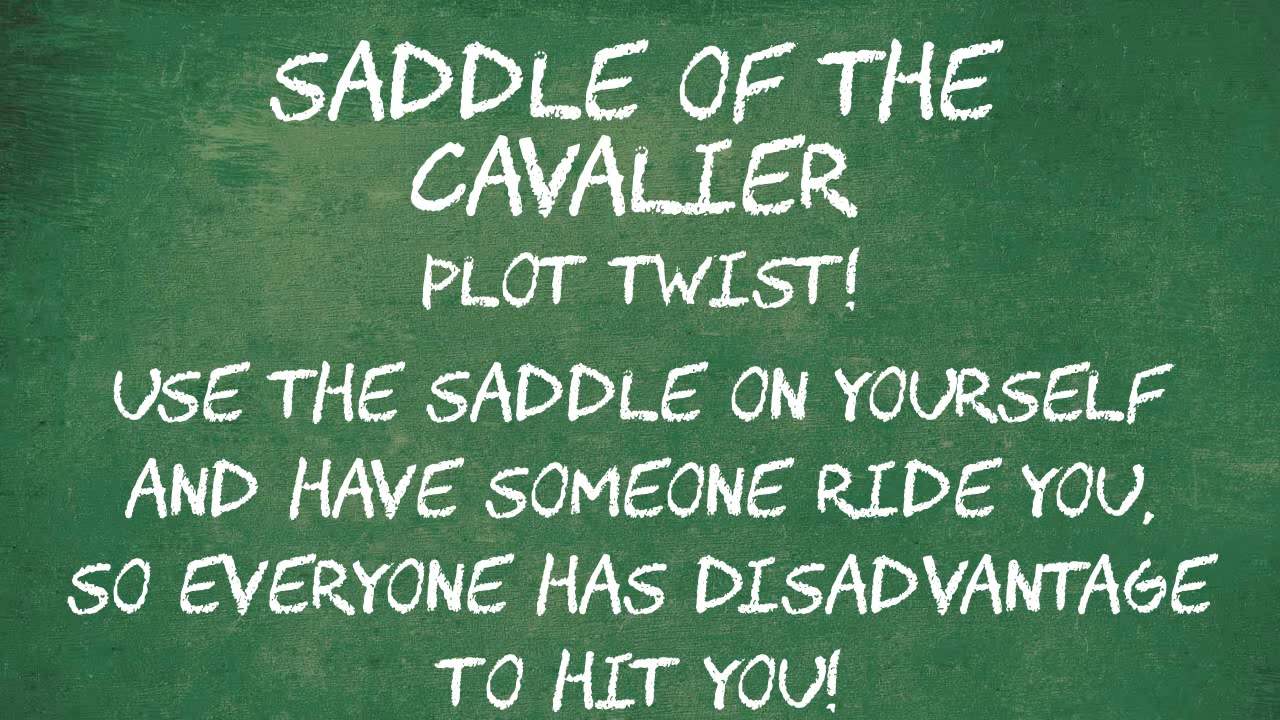 SADDLE OF THE
CAVALIER
PLOT TWIST!
USE THE SADDLE ON YOURSELF
AND HAVE SOMEONE RIDE YOU,
SO EVERYONE HAS DISADVANTAGE
TO HIT YOU!